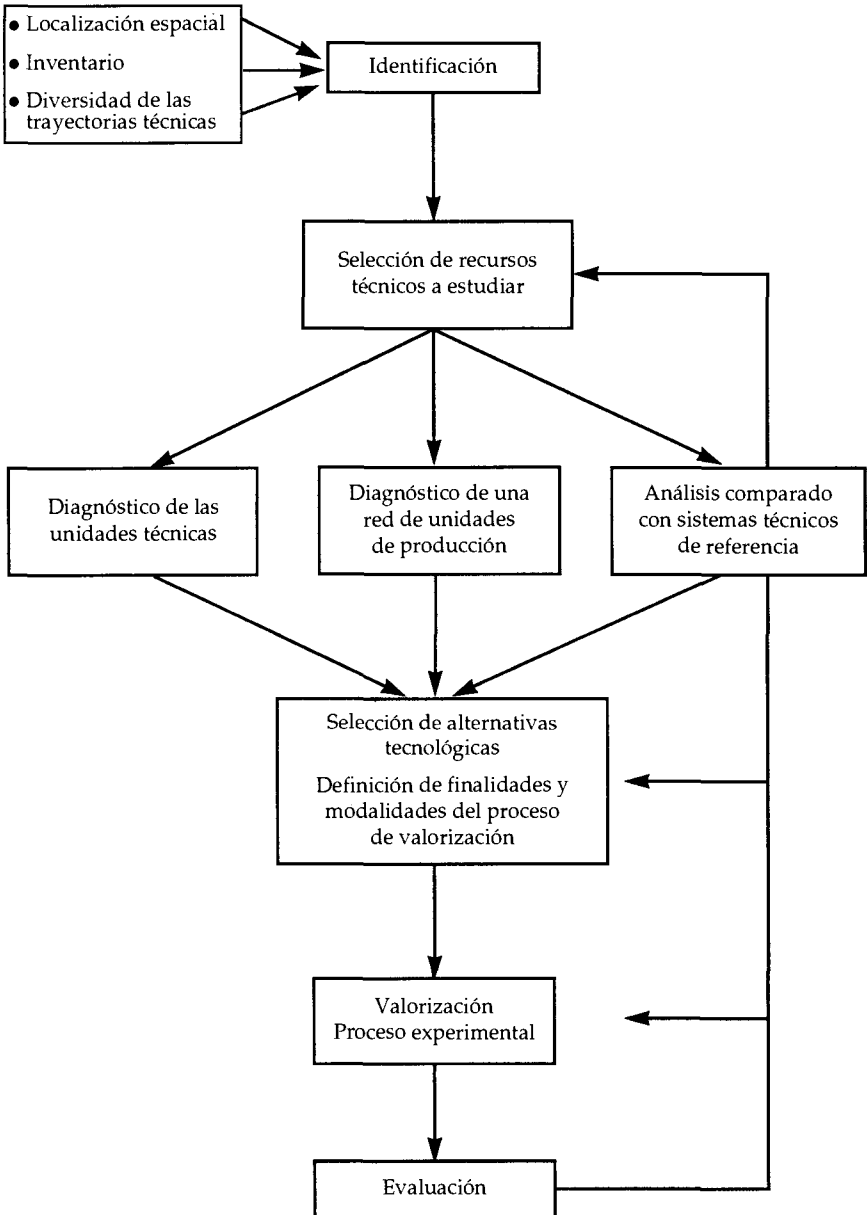 ● Localización espacial
● Inventario
● Diversidad de las
trayectorias técnicas
Identificación
Selección de recursos
técnicos a estudiar
Diagnóstico de las
unidades técnicas
Diagnóstico de una
red de unidades
de producción
Análisis comparado
con sistemas técnicos
de referencia
Selección de alternativas
tecnológicas
Definición de finalidades y
modalidades del proceso
de valorización
Valorización
Proceso experimental
Evaluación